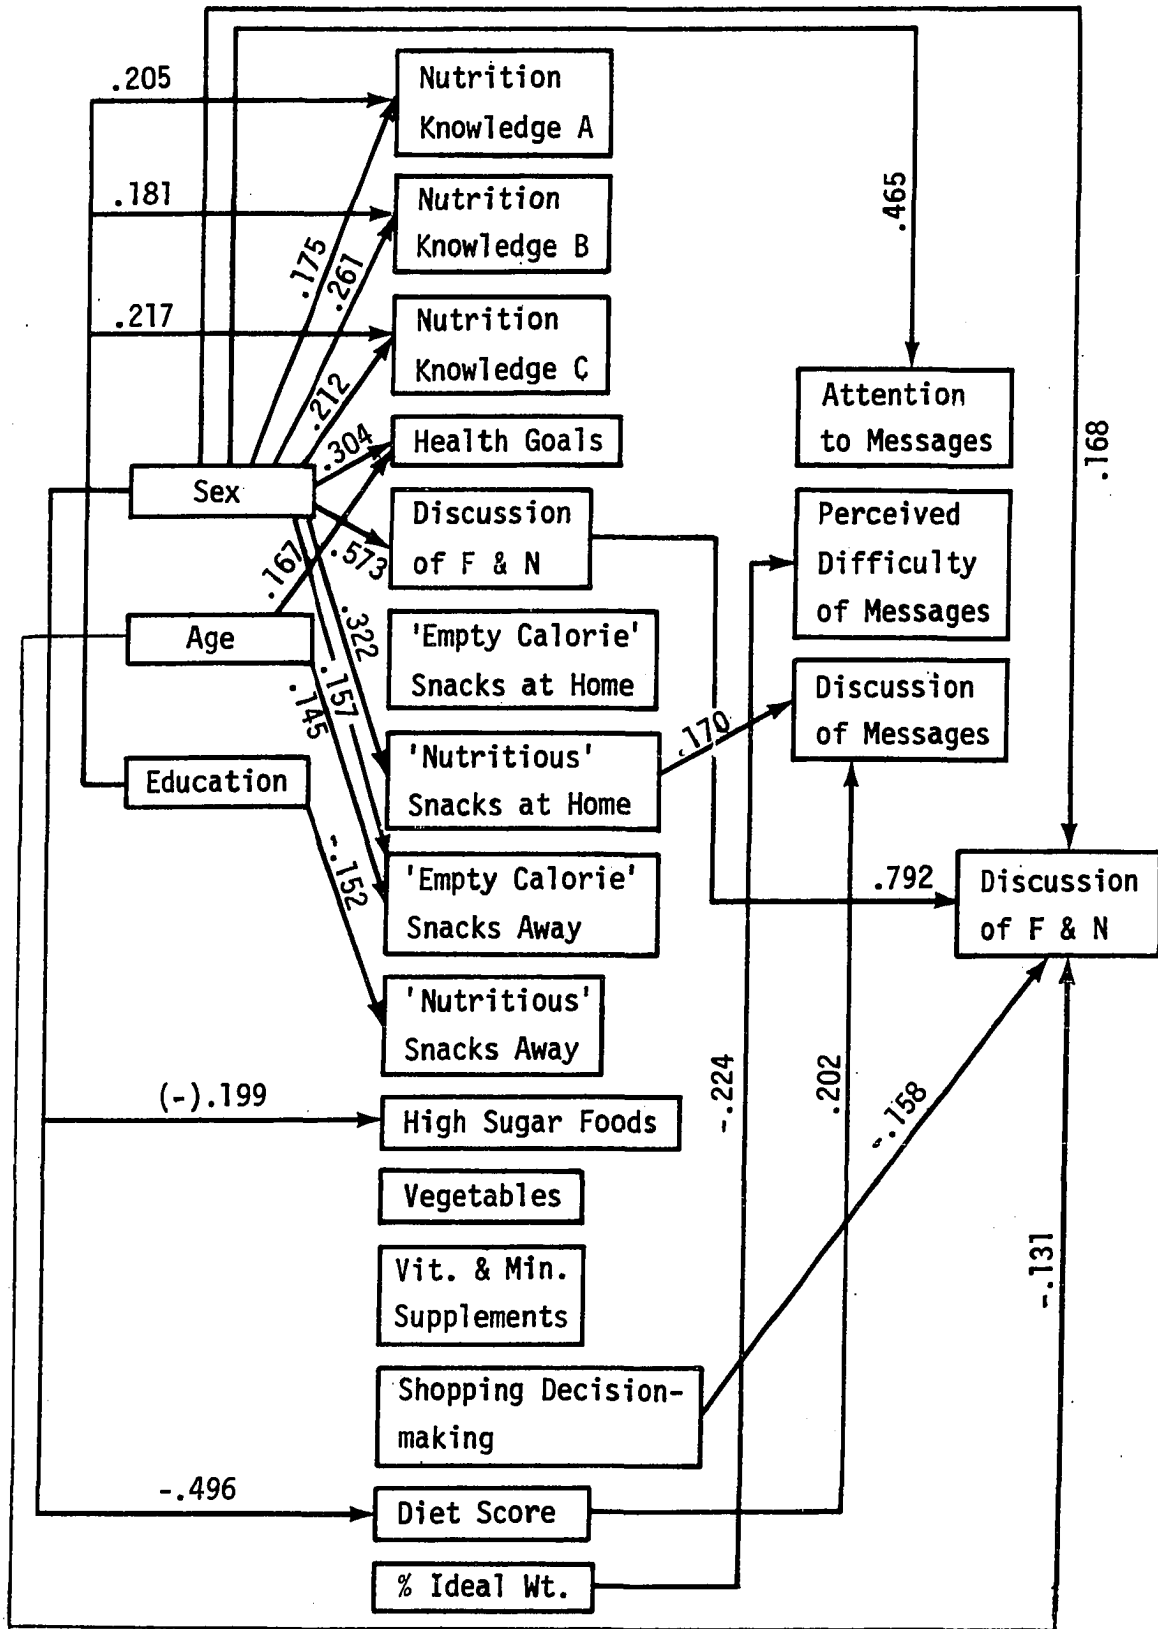 .205
Nutrition
Knowledge A
.181
Nutrition
Knowledge B
.175
.261
.465
.217
Nutrition
Knowledge C
.212
Attention
to Messages
.304
Health Goals
.168
Sex
Discussion
of F & N
.573
.167
Perceived
Difficulty
of Messages
Age
.322
'Empty Calorie'
Snacks at Home
.157
.145
Discussion
of Messages
.170
'Nutritious'
Snacks at Home
Education
-.152
'Empty Calorie'
Snacks Away
.792
Discussion
of F & N
'Nutritious'
Snacks Away
-.224
.202
-.158
(-).199
High Sugar Foods
Vegetables
Vit. & Min.
Supplements
-.131
Shopping Decision-
making
-.496
Diet Score
% Ideal Wt.